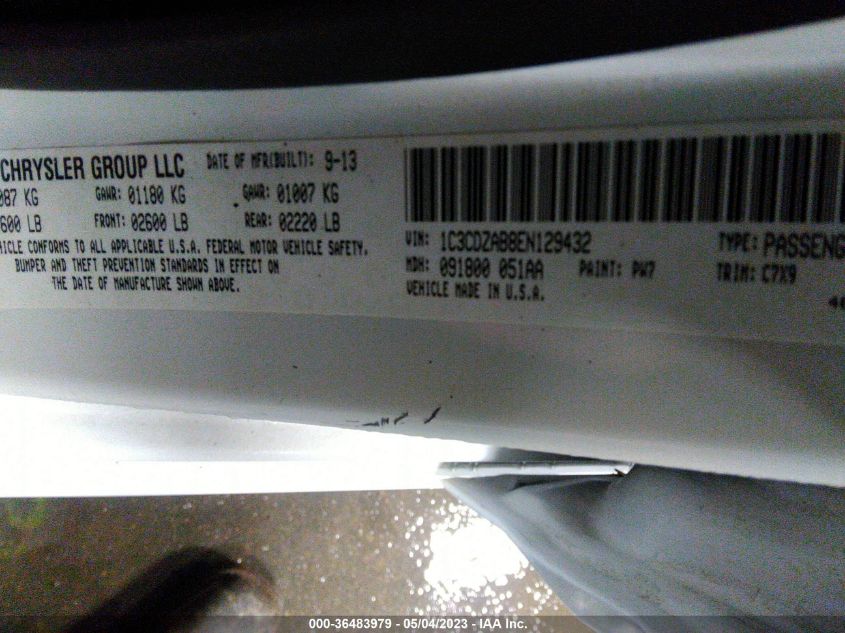 CHRYSLER GROUP LLC DATE OF MFR(BUILT): 9-13
087 KG GAWR: 01180 KG GAWR: 01007 KG
600 LB FRONT: 02600 LB REAR: 02220 LB
HICLE CONFORMS TO ALL APPLICABLE U.S.A. FEDERAL MOTOR VEHICLE SAFETY,
BUMPER AND THEFT PREVENTION STANDARDS IN EFFECT ON
THE DATE OF MANUFACTURE SHOWN ABOVE.
VIN: 1C3CDZAB8EN129432 TYPE: PASSENG
MDH: 091800 051AA PAINT: PW7 TRIM: C7X9
VEHICLE MADE IN U.S.A.
000-36483979 — 05/04/2023 — IAA Inc.